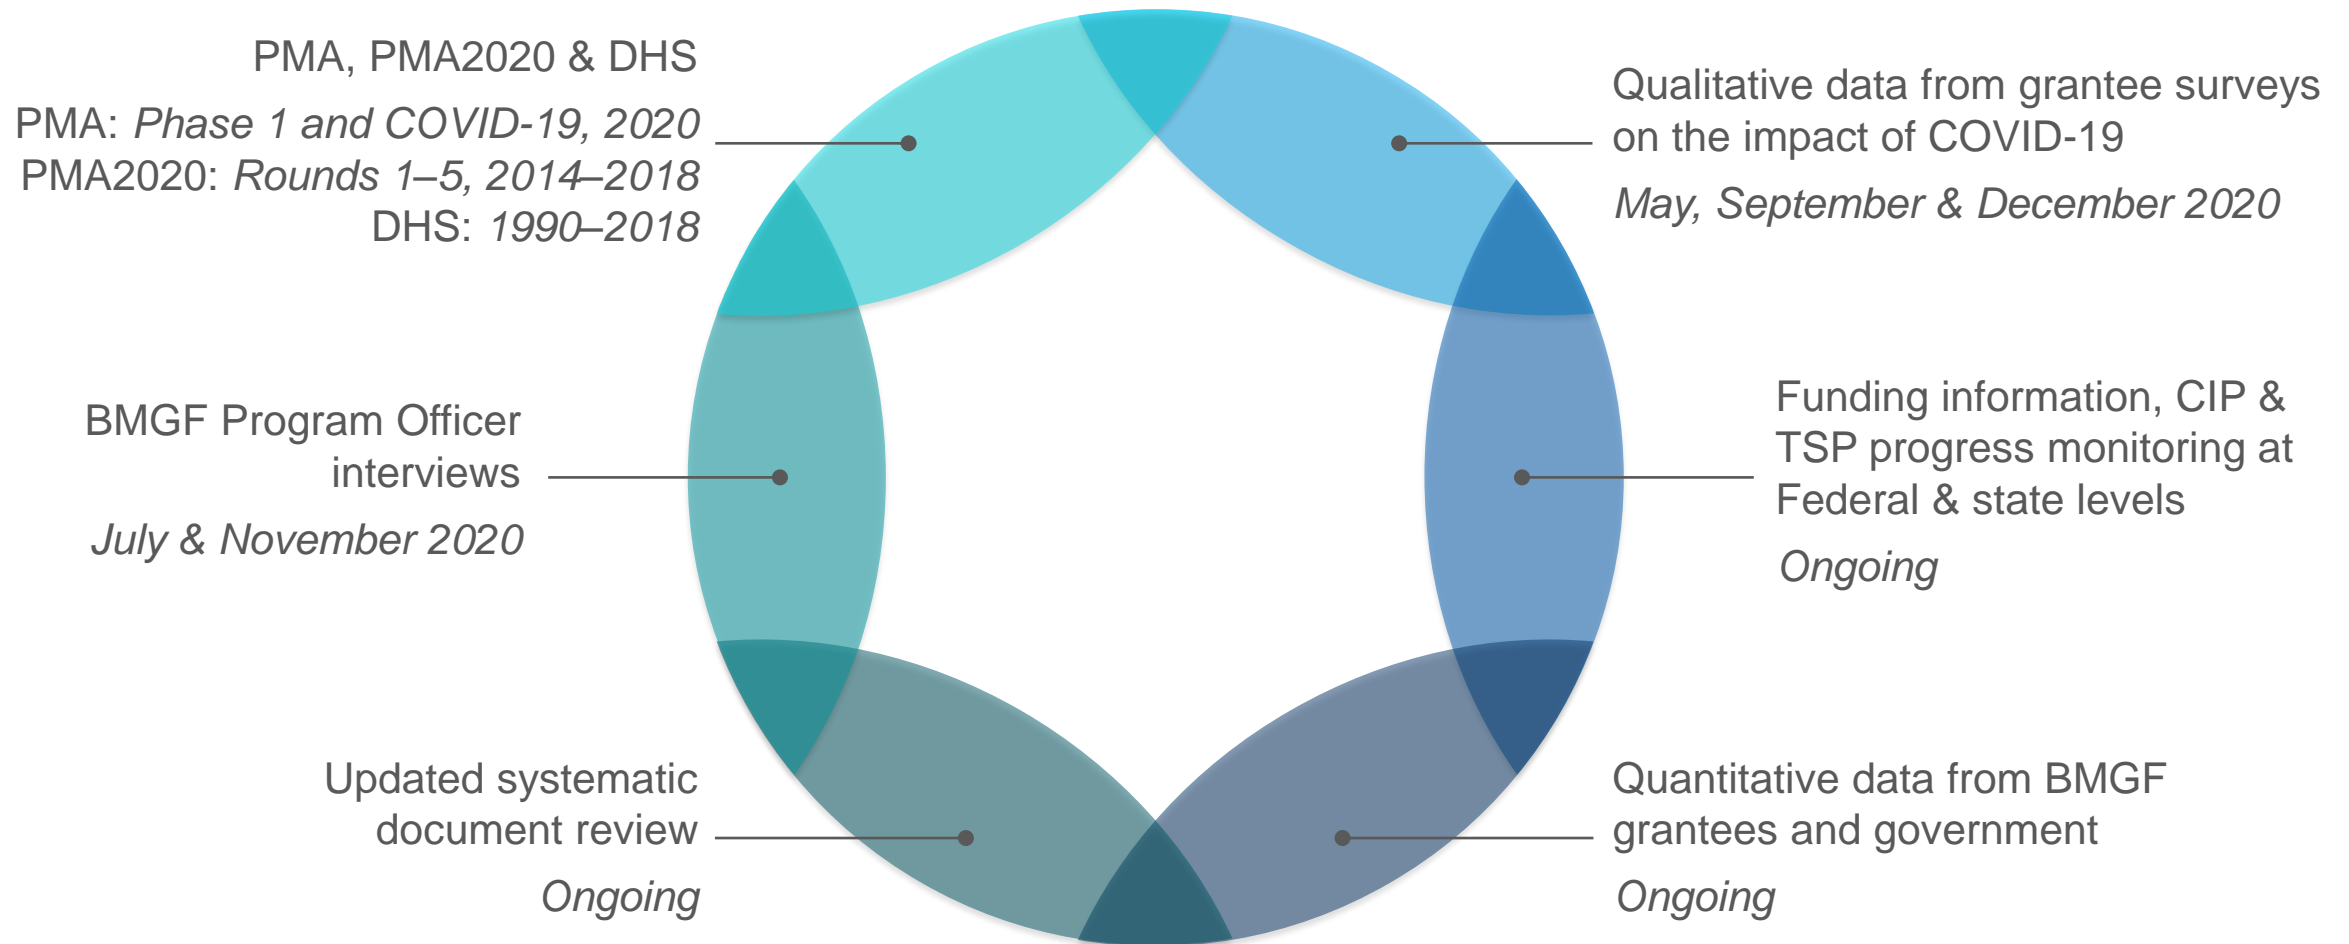 PMA, PMA2020 & DHS
PMA: Phase 1 and COVID-19, 2020
PMA2020: Rounds 1–5, 2014–2018
DHS: 1990–2018
Qualitative data from grantee surveys
on the impact of COVID-19
May, September & December 2020
BMGF Program Officer
interviews
July & November 2020
Funding information, CIP &
TSP progress monitoring at
Federal & state levels
Ongoing
Updated systematic
document review
Ongoing
Quantitative data from BMGF
grantees and government
Ongoing